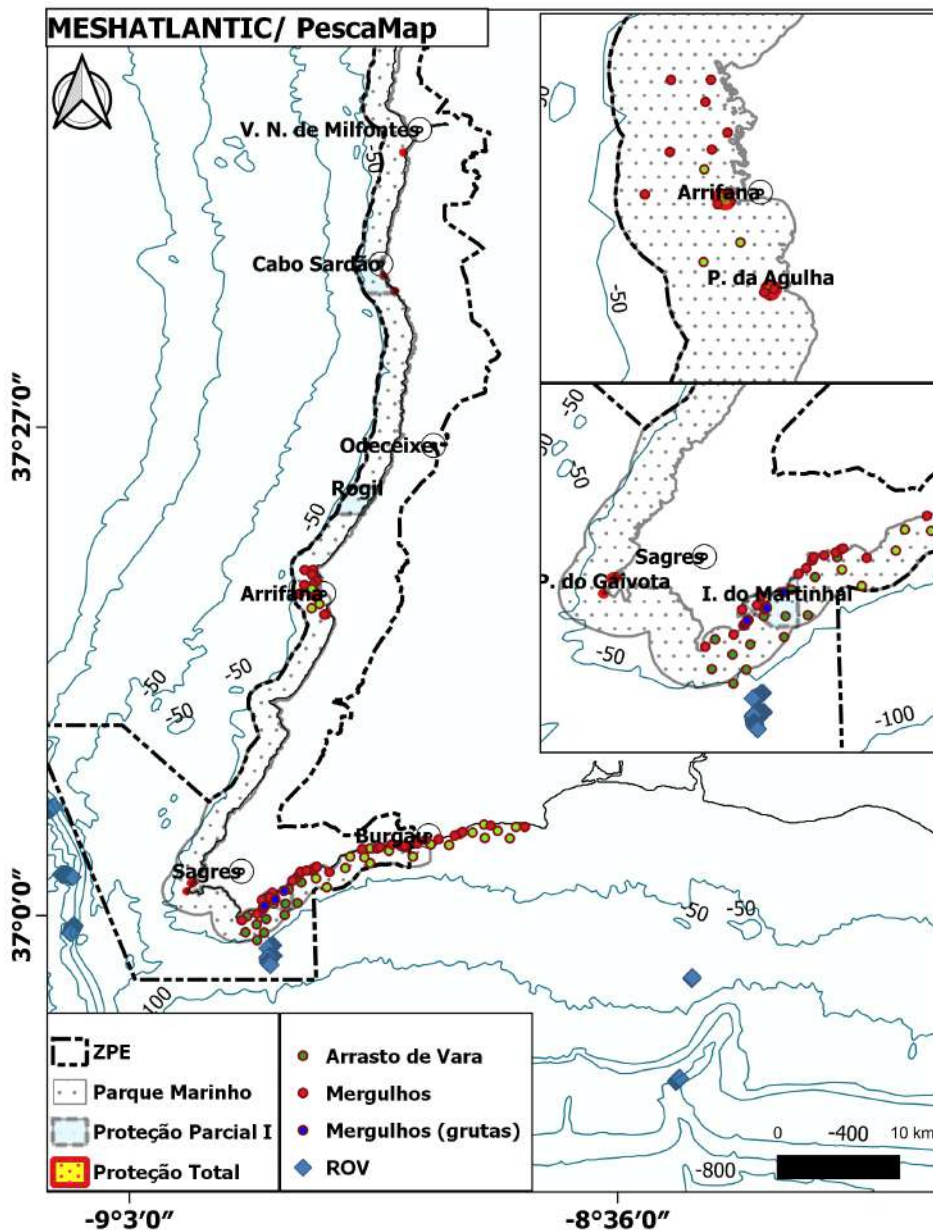 MESHATLANTIC/ PescaMap
V. N. de Milfontes
-50
Cabo Sardão
37°27′0″
Odeceixe
Rogil
-50
Arrifana
-50
-50
-50
Burgau
Sagres
37°0′0″
-50
-50
-100
Arrifana
P. da Agulha
-50
-50
-50
Sagres
P. do Gaivota
I. do Martinhal
-50
-100
ZPE
Parque Marinho
Proteção Parcial I
Proteção Total
Arrasto de Vara
Mergulhos
Mergulhos (grutas)
ROV
0
-400
10 km
-800
-9°3′0″
-8°36′0″